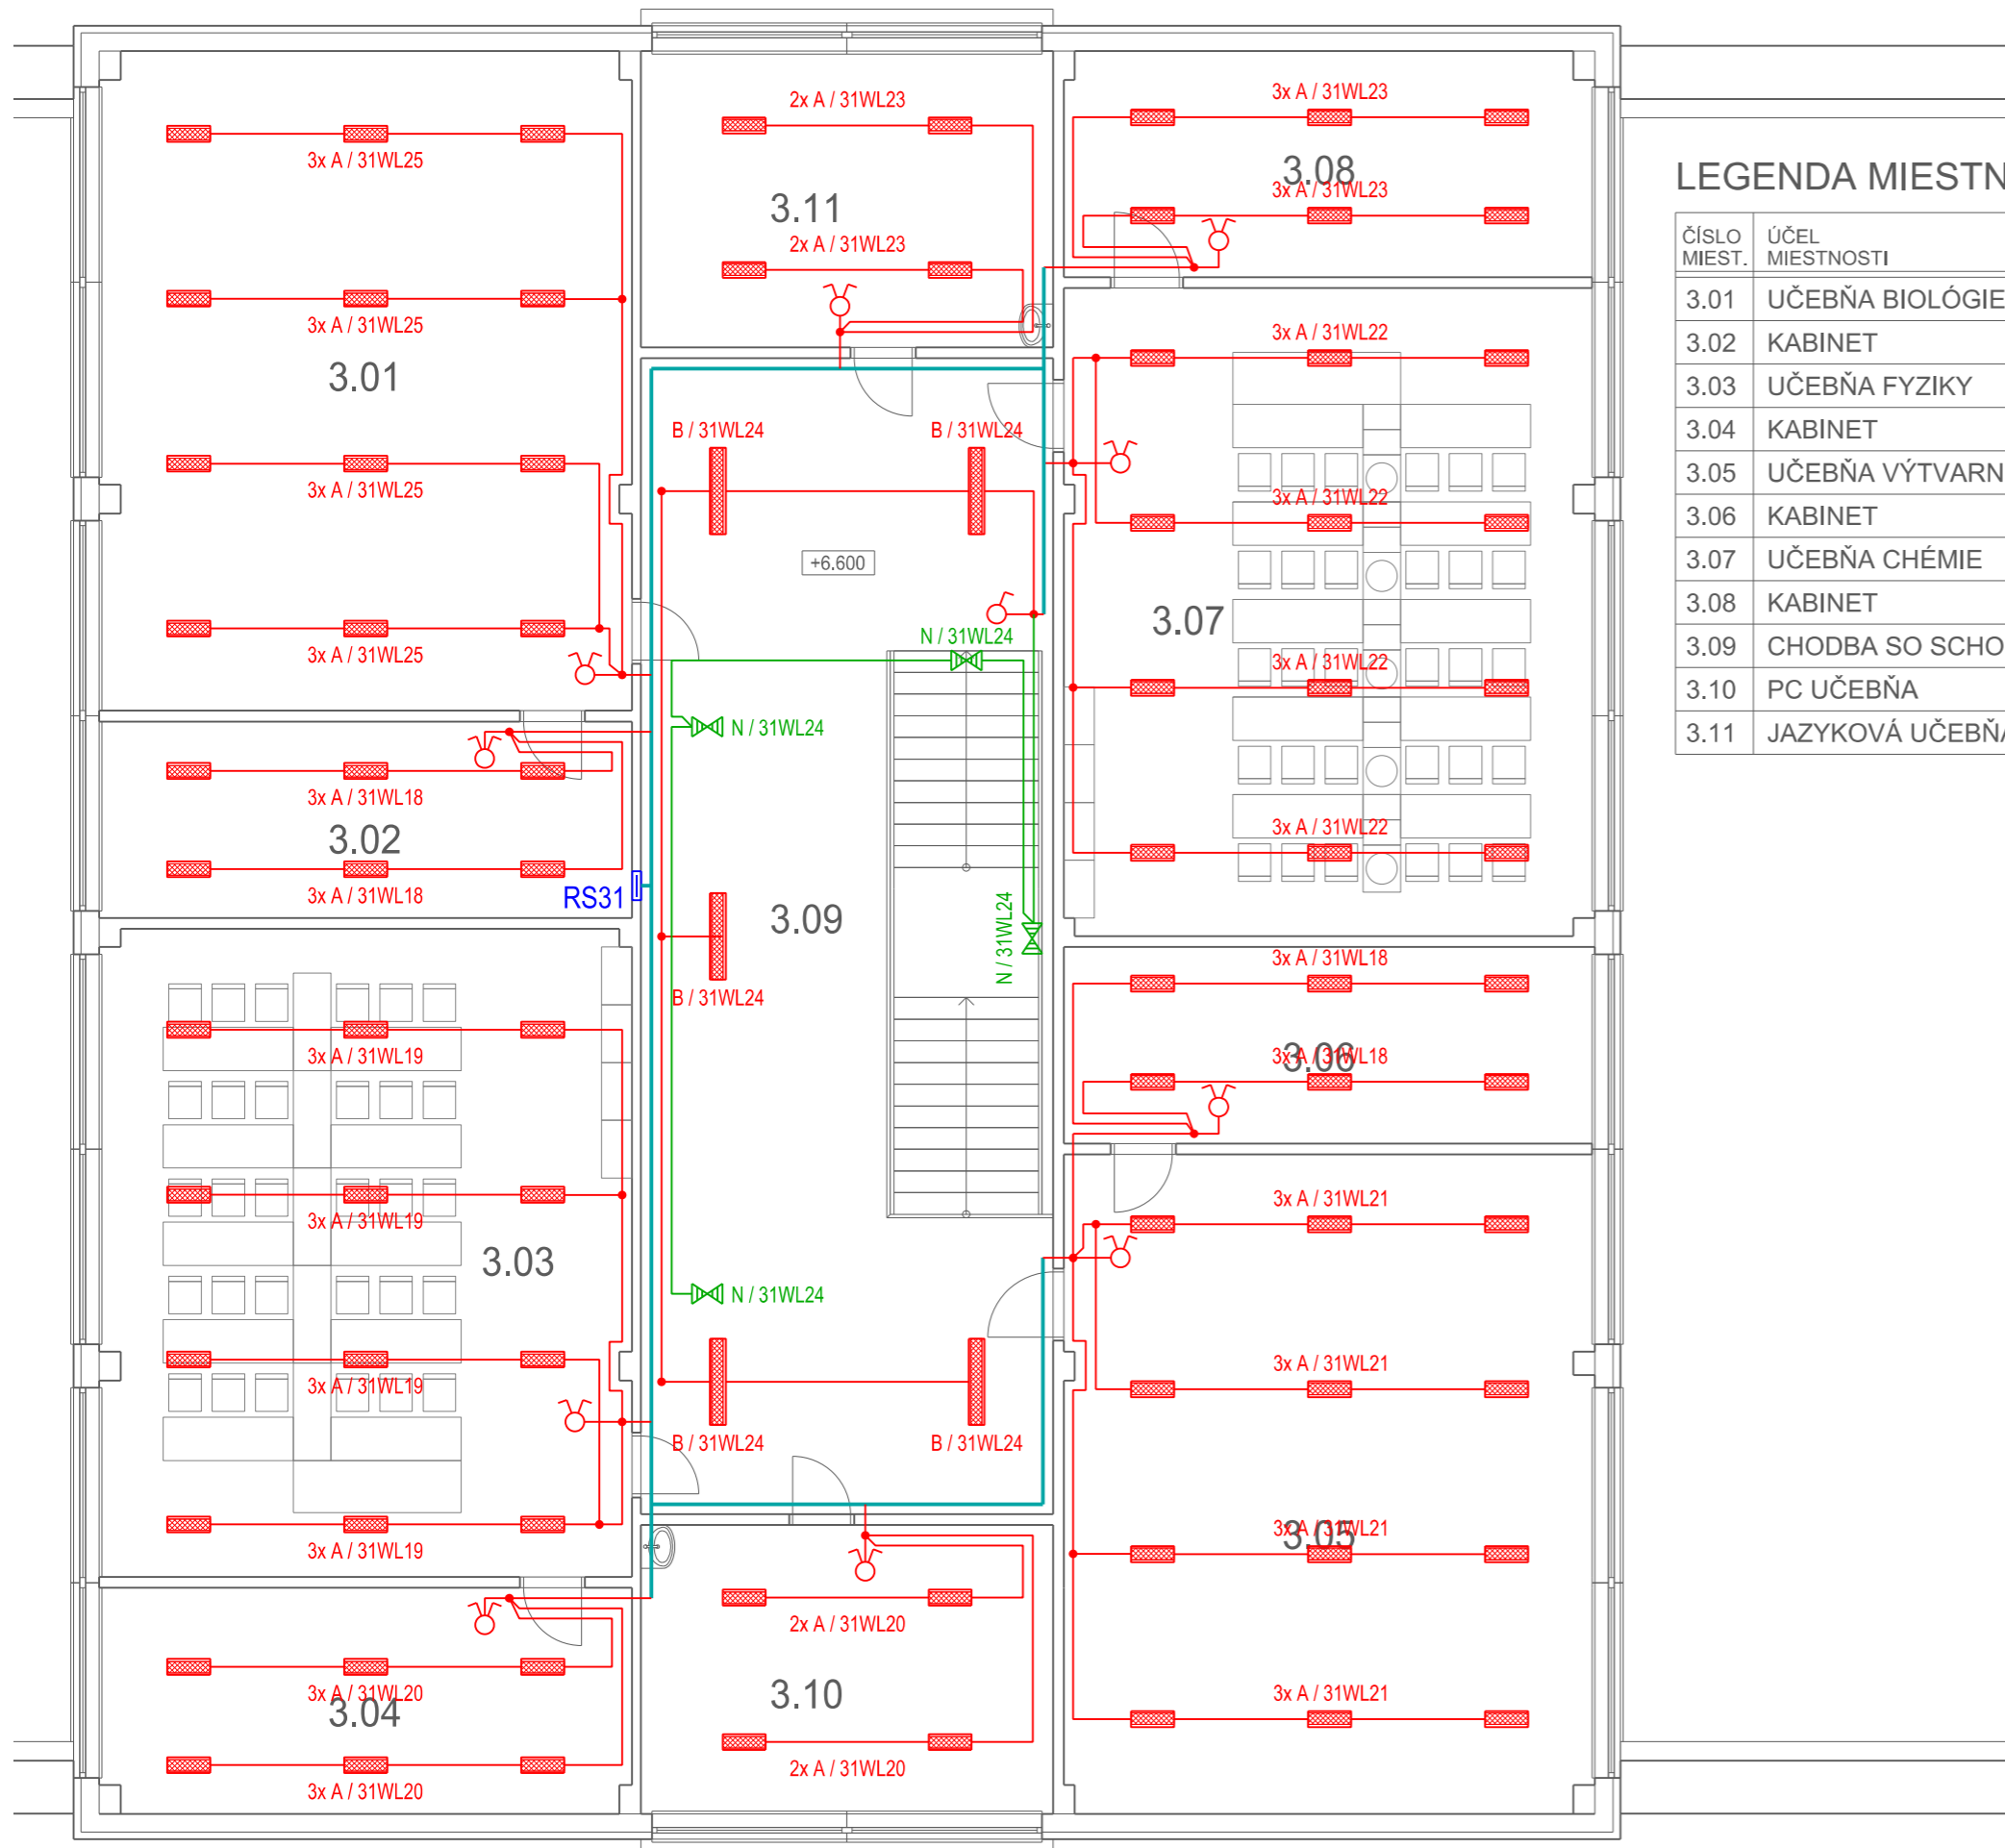 2x A / 31WL23
3x A / 31WL23
3x A / 31WL25
3.08
3x A / 31WL23
3.11
2x A / 31WL23
3x A / 31WL25
3x A / 31WL22
3.01
B / 31WL24
B / 31WL24
3x A / 31WL25
3x A / 31WL22
+6.600
3.07
N / 31WL24
3x A / 31WL25
3x A / 31WL22
N / 31WL24
3x A / 31WL18
3x A / 31WL22
3.02
3x A / 31WL18
RS31
3.09
N / 31WL24
3x A / 31WL18
B / 31WL24
3x A / 31WL19
3x A / 31WL18
3.06
3x A / 31WL21
3x A / 31WL19
3.03
N / 31WL24
3x A / 31WL21
3x A / 31WL19
B / 31WL24
B / 31WL24
3x A / 31WL21
3.05
3x A / 31WL19
2x A / 31WL20
3x A / 31WL20
3.04
3.10
3x A / 31WL21
2x A / 31WL20
3x A / 31WL20
LEGENDA MIESTN
ČÍSLO MIEST. ÚČEL MIESTNOSTI
3.01 UČEBŇA BIOLÓGIE
3.02 KABINET
3.03 UČEBŇA FYZIKY
3.04 KABINET
3.05 UČEBŇA VÝTVARN
3.06 KABINET
3.07 UČEBŇA CHÉMIE
3.08 KABINET
3.09 CHODBA SO SCHO
3.10 PC UČEBŇA
3.11 JAZYKOVÁ UČEBŇA